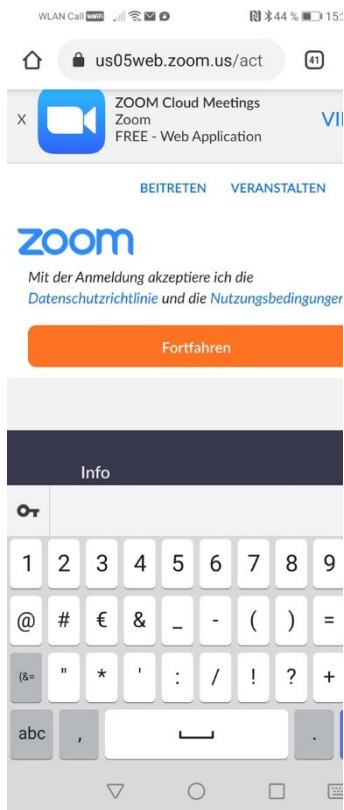 WLAN Call 44 % 15:
us05web.zoom.us/act 41
X
ZOOM Cloud Meetings
Zoom
FREE - Web Application
BEITRETEN VERANSTALTEN
zoom
Mit der Anmeldung akzeptiere ich die
Datenschutzrichtlinie und die Nutzungsbedingungen
Fortfahren
Info
1 2 3 4 5 6 7 8 9
@ # € & _ - ( ) =
{&= " * ' : / ! ? +
abc , .